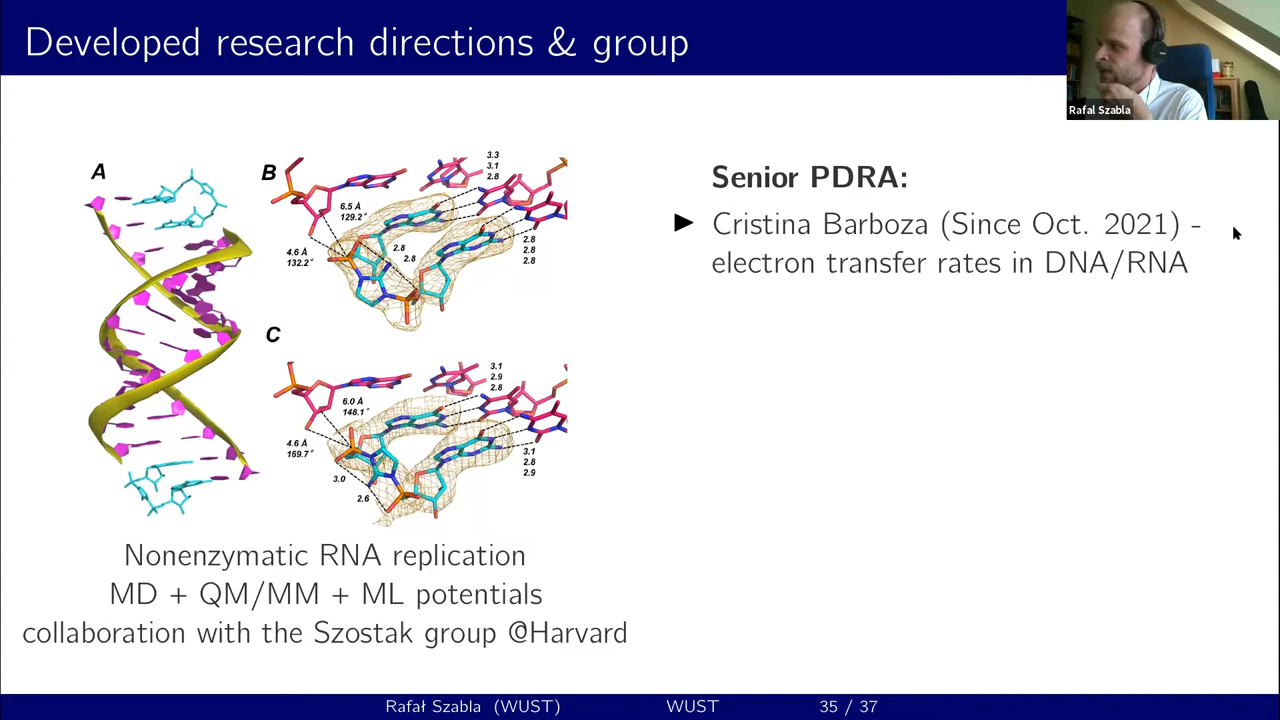 Developed research directions & group
Rafal Szabla
A
B
3.3
3.1
2.8
6.5 Å
129.2°
4.6 Å
132.2°
2.8
2.8
2.8
2.8
2.8
C
3.1
2.9
2.8
6.0 Å
148.1°
4.6 Å
169.7°
3.0
2.6
3.1
2.8
2.9
Nonenzymatic RNA replication
MD + QM/MM + ML potentials
collaboration with the Szostak group @Harvard
Senior PDRA:
Cristina Barboza (Since Oct. 2021) -
electron transfer rates in DNA/RNA
Rafał Szabla (WUST) WUST 35 / 37